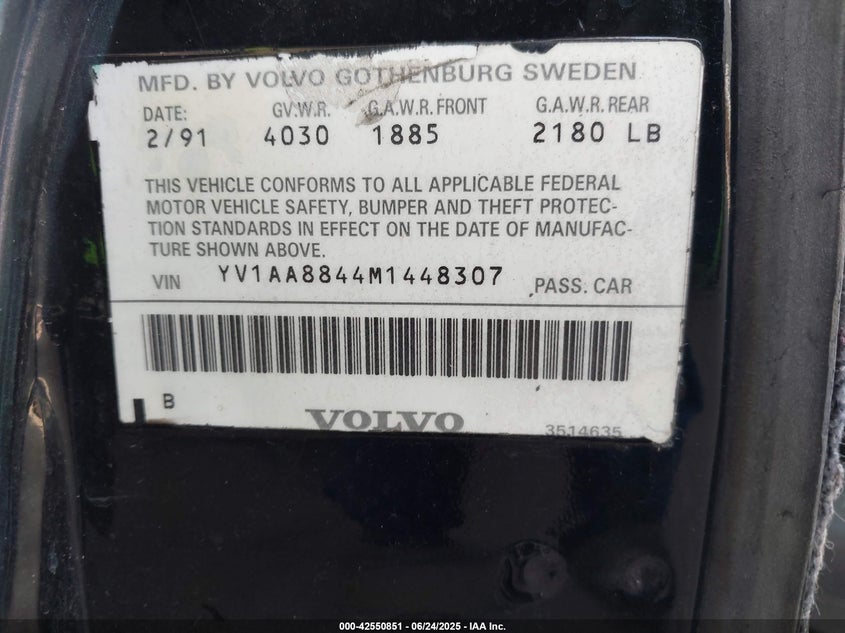 MFD. BY VOLVO GOTHENBURG SWEDEN
DATE: GV.W.R. G.A.W.R. FRONT G.A.W.R. REAR
2/91 4030 1885 2180 LB
THIS VEHICLE CONFORMS TO ALL APPLICABLE FEDERAL
MOTOR VEHICLE SAFETY, BUMPER AND THEFT PROTEC-
TION STANDARDS IN EFFECT ON THE DATE OF MANUFAC-
TURE SHOWN ABOVE.
VIN YV1AA8844M1448307 PASS. CAR
B
VOLVO 3514635
000-42550851 | 06/24/2025 - IAA Inc.